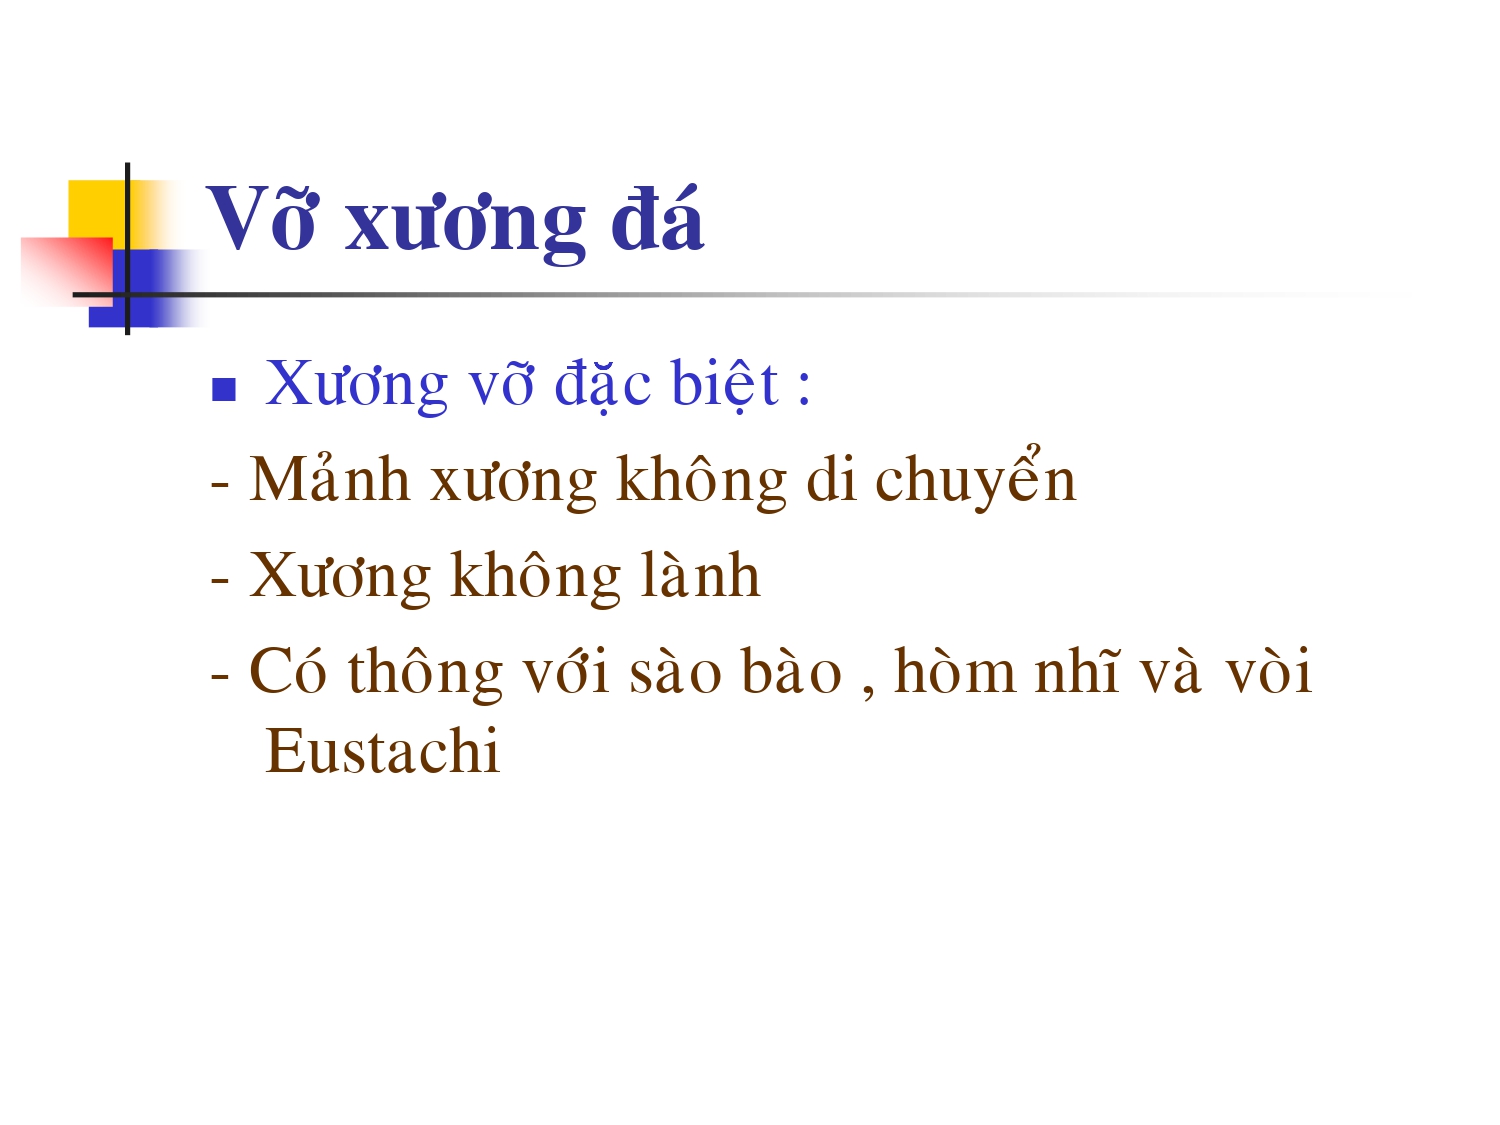 Vỡ xương đá
Xương vỡ đặc biệt :
- Mảnh xương không di chuyển
- Xương không lành
- Có thông với sào bào , hòm nhĩ và vòi
Eustachi